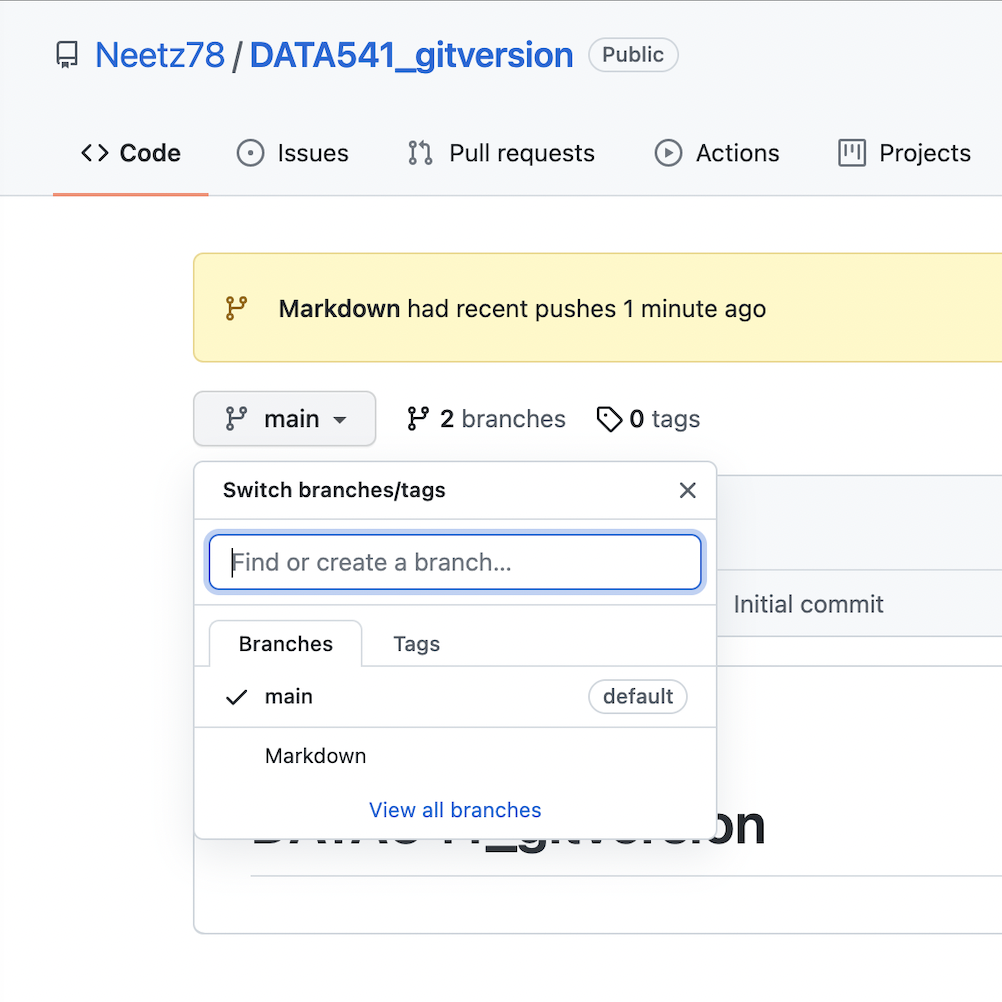 Neetz78 / DATA541_gitversion Public
Code Issues Pull requests Actions Projects
Markdown had recent pushes 1 minute ago
main 2 branches 0 tags
Switch branches/tags
Find or create a branch...
Initial commit
Branches Tags
main default
Markdown
View all branches
DATA541_gitversion